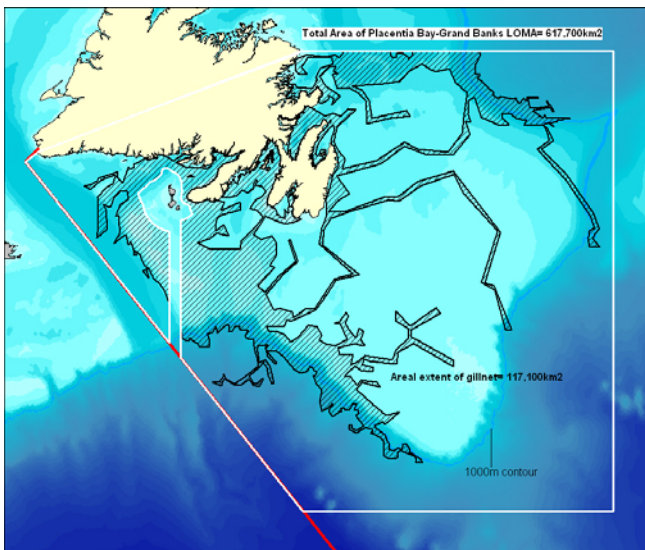 Total Area of Placentia Bay-Grand Banks LOMA= 617,700km2
Areal extent of gillnet= 117,100km2
1000m contour